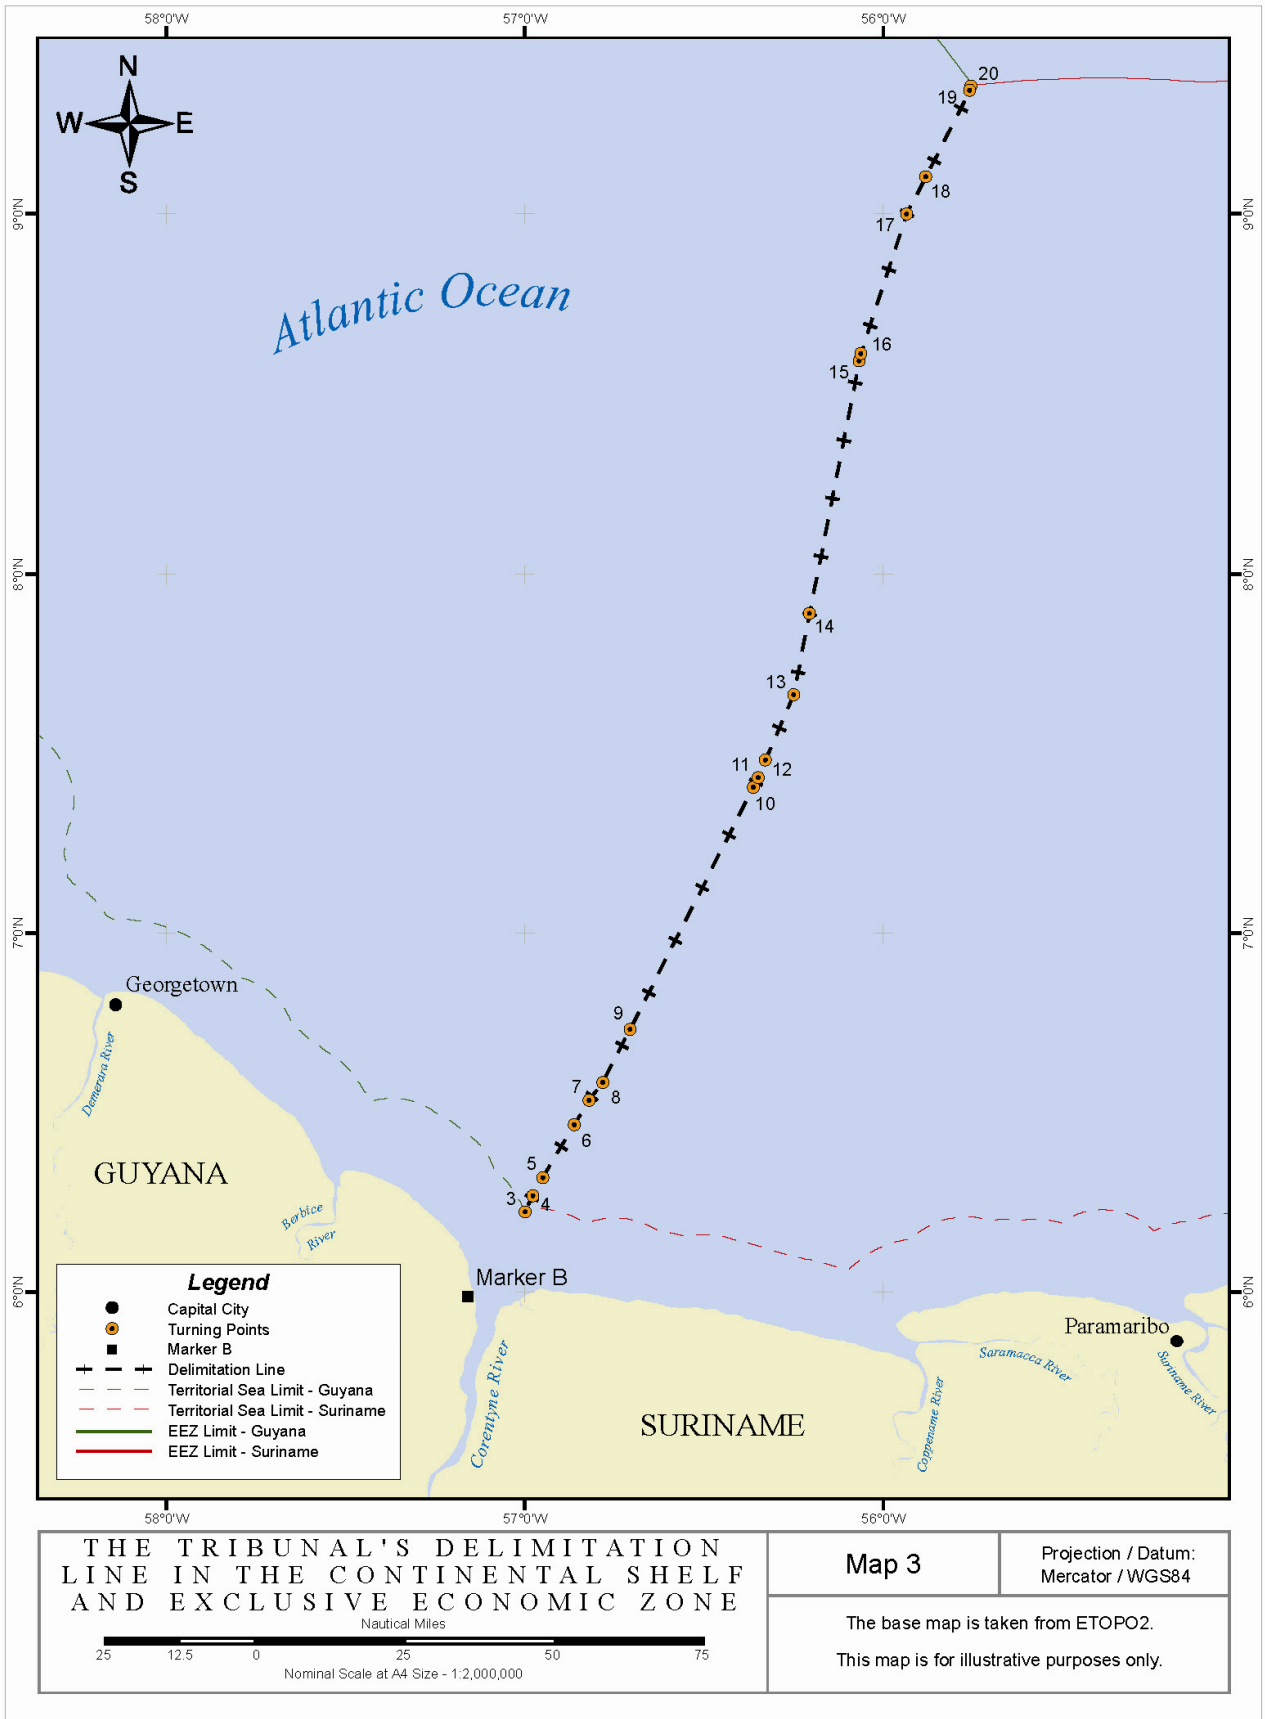 58°0'W
57°0'W
56°0'W
N
W
E
S
20
19
18
17
16
15
14
13
12
11
10
9
8
7
6
5
4
3
9°0'N
9°0'N
8°0'N
8°0'N
7°0'N
7°0'N
6°0'N
6°0'N
Atlantic Ocean
Georgetown
Demerara River
GUYANA
Berbice
River
Marker B
Corentyne River
SURINAME
Paramaribo
Saramacca River
Suriname River
Coppename River
Legend
Capital City
Turning Points
Marker B
Delimitation Line
Territorial Sea Limit - Guyana
Territorial Sea Limit - Suriname
EEZ Limit - Guyana
EEZ Limit - Suriname
58°0'W
57°0'W
56°0'W
THE TRIBUNAL'S DELIMITATION
LINE IN THE CONTINENTAL SHELF
AND EXCLUSIVE ECONOMIC ZONE
Nautical Miles
25 12.5 0 25 50 75
Nominal Scale at A4 Size - 1:2,000,000
Map 3
Projection / Datum:
Mercator / WGS84
The base map is taken from ETOPO2.
This map is for illustrative purposes only.